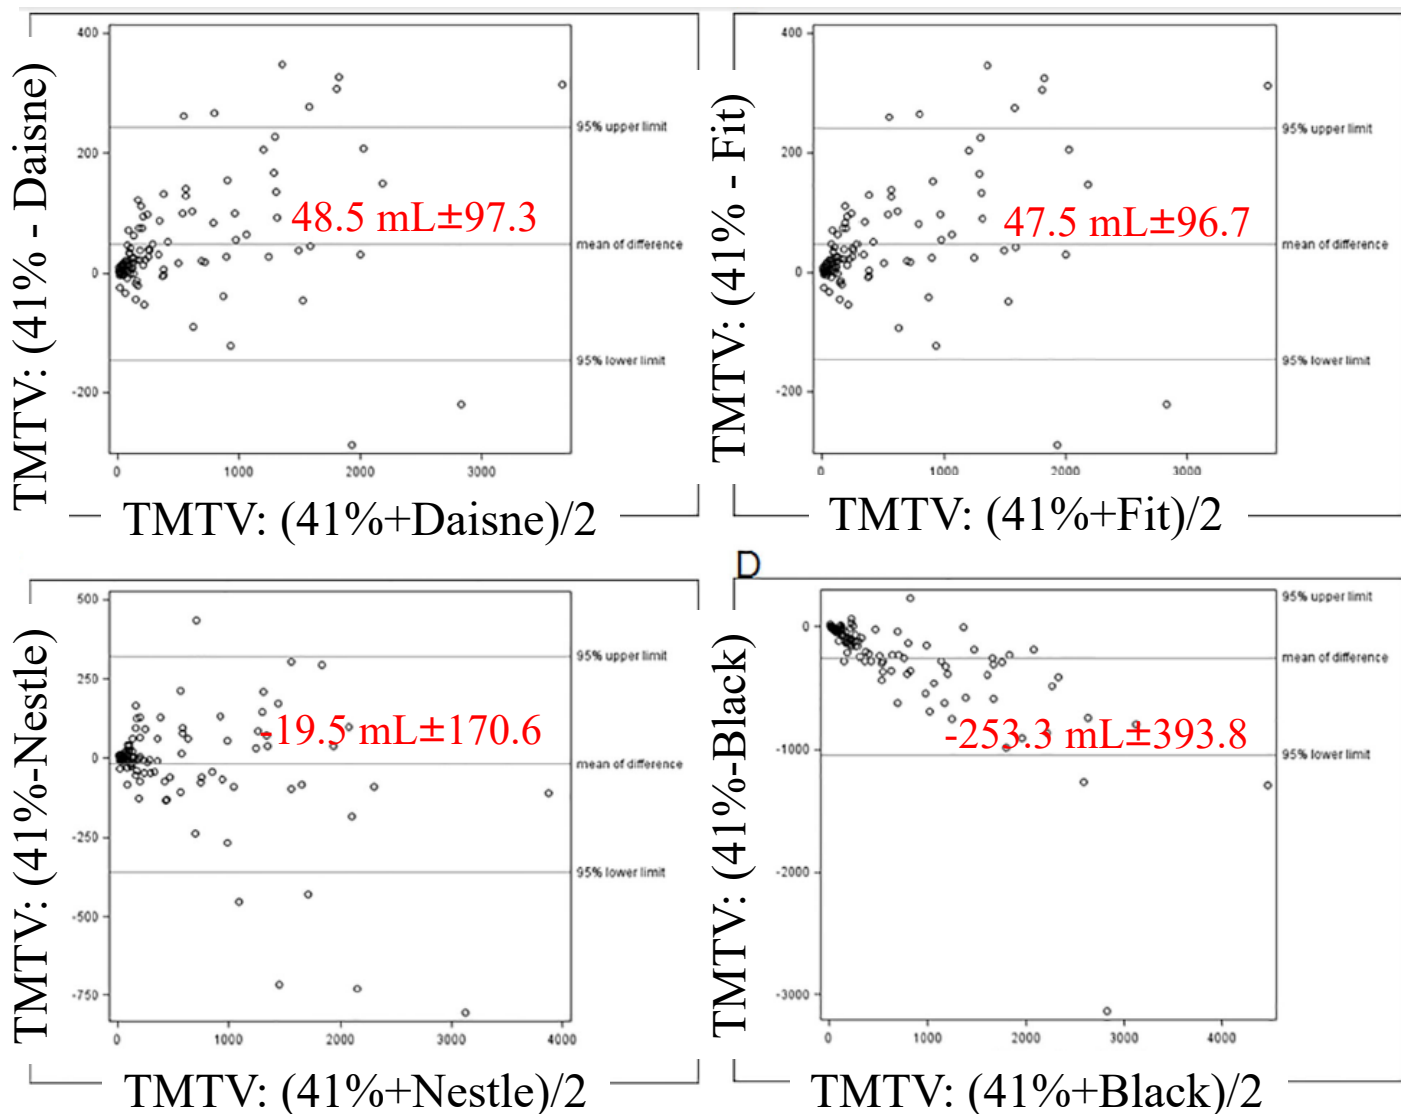 TMTV: (41% - Daisne)
400
200
0
-200
95% upper limit
48.5 mL±97.3
mean of difference
95% lower limit
0
1000
2000
3000
TMTV: (41%+Daisne)/2
TMTV: (41% - Fit)
400
200
0
-200
95% upper limit
47.5 mL±96.7
mean of difference
95% lower limit
0
1000
2000
3000
TMTV: (41%+Fit)/2
TMTV: (41%-Nestle)
500
250
0
-250
-500
-750
95% upper limit
-19.5 mL±170.6
mean of difference
95% lower limit
0
1000
2000
3000
4000
TMTV: (41%+Nestle)/2
D
TMTV: (41%-Black)
0
-1000
-2000
-3000
95% upper limit
mean of difference
-253.3 mL±393.8
95% lower limit
0
1000
2000
3000
4000
TMTV: (41%+Black)/2